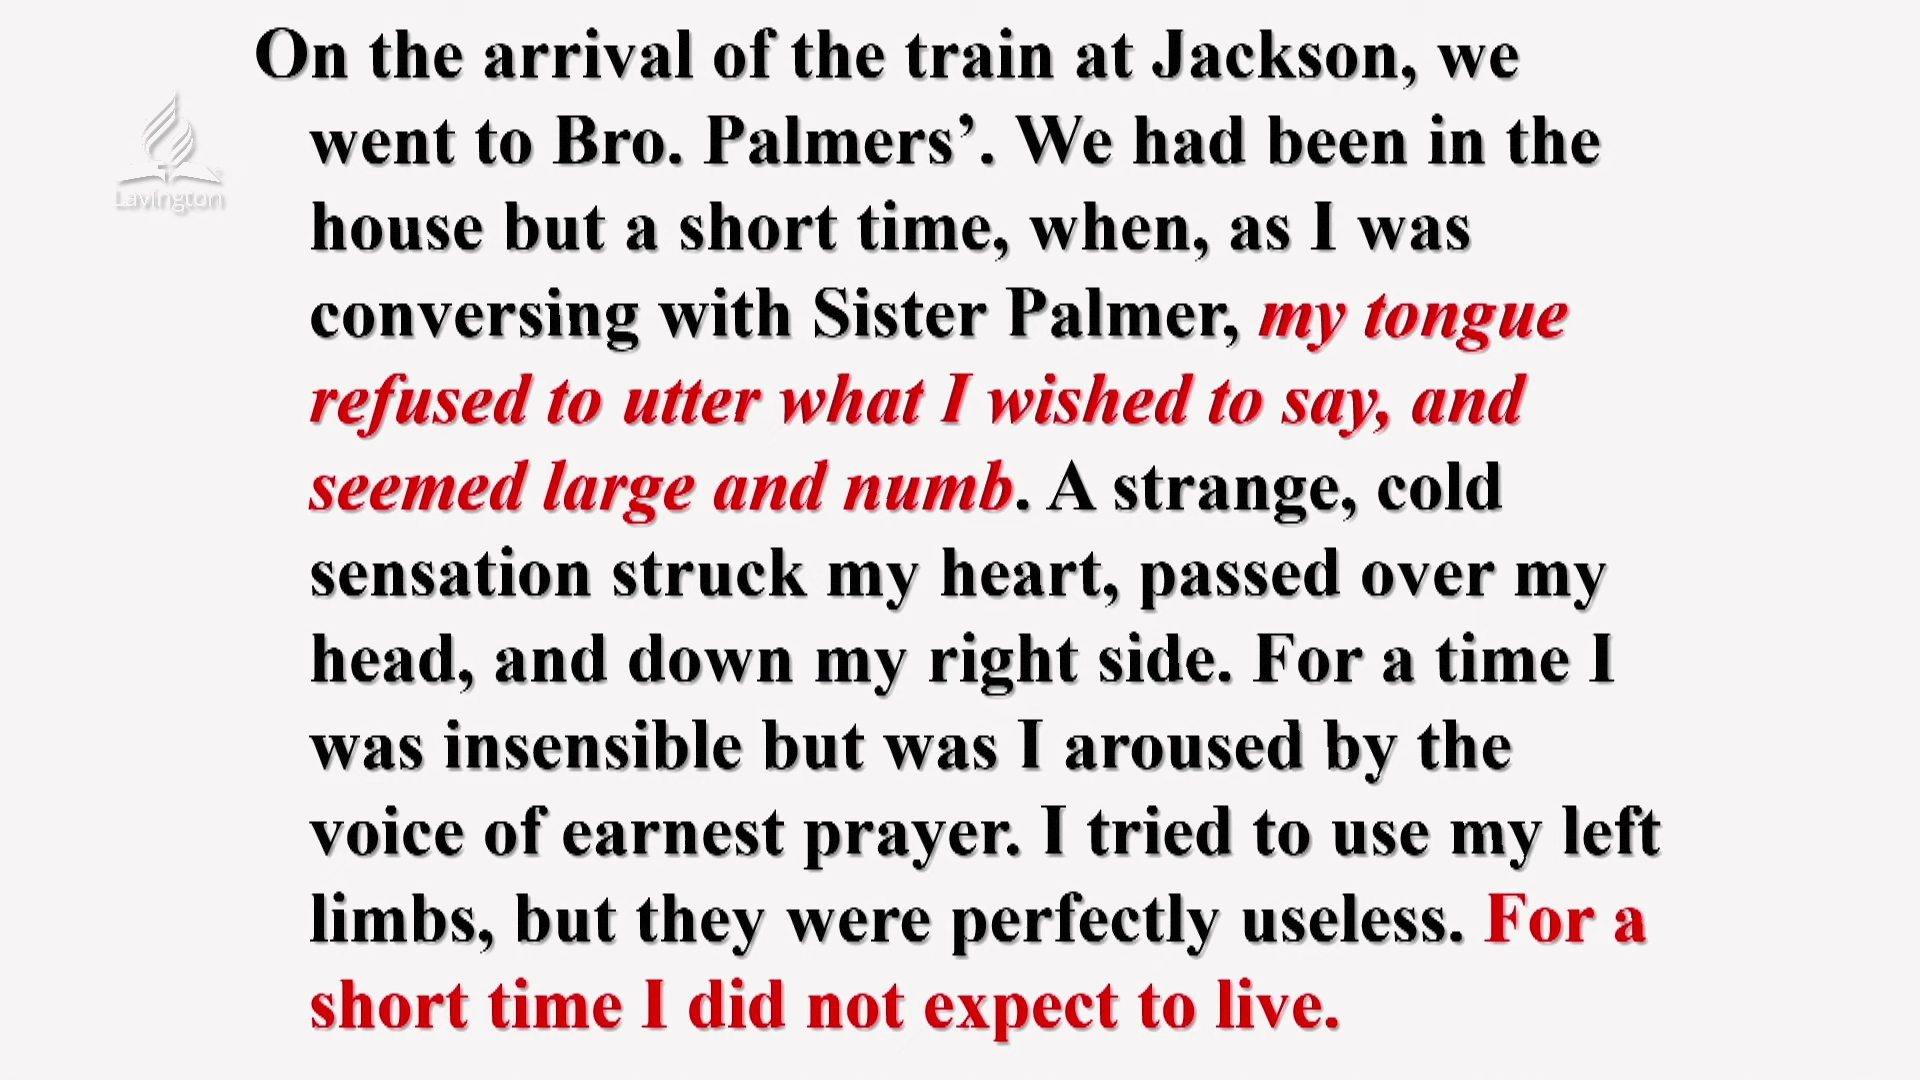 On the arrival of the train at Jackson, we
went to Bro. Palmers’. We had been in the
house but a short time, when, as I was
conversing with Sister Palmer, my tongue
refused to utter what I wished to say, and
seemed large and numb. A strange, cold
sensation struck my heart, passed over my
head, and down my right side. For a time I
was insensible but was I aroused by the
voice of earnest prayer. I tried to use my left
limbs, but they were perfectly useless. For a
short time I did not expect to live.
Lavington